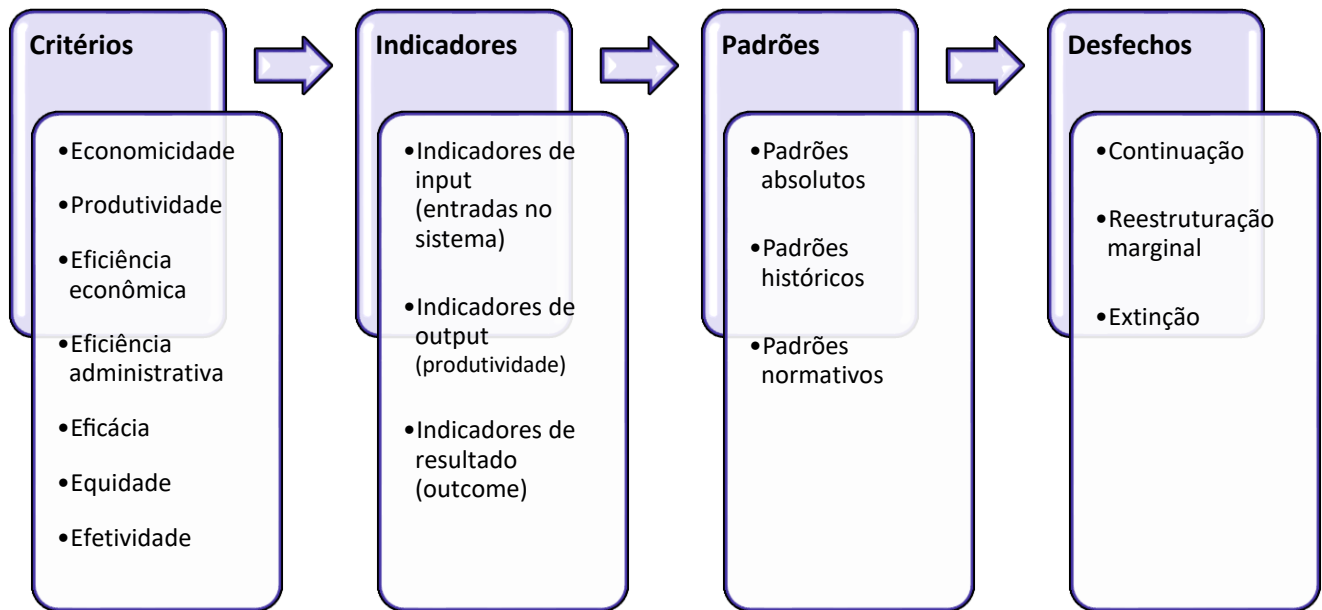 Critérios
•Economicidade
•Produtividade
•Eficiência
econômica
•Eficiência
administrativa
•Eficácia
•Equidade
•Efetividade
Indicadores
•Indicadores de
input
(entradas no
sistema)
•Indicadores de
output
(produtividade)
•Indicadores de
resultado
(outcome)
Padrões
•Padrões
absolutos
•Padrões
históricos
•Padrões
normativos
Desfechos
•Continuação
•Reestruturação
marginal
•Extinção